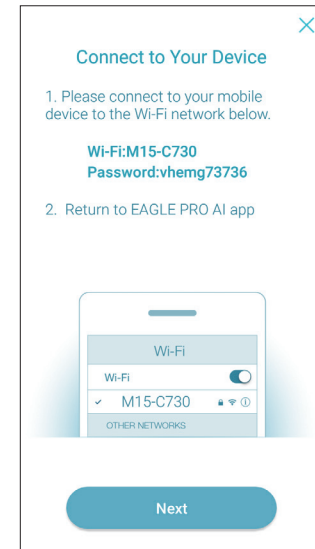 Connect to Your Device
1. Please connect to your mobile
device to the Wi-Fi network below.
Wi-Fi:M15-C730
Password:vhemg73736
2. Return to EAGLE PRO AI app
Wi-Fi
Wi-Fi
M15-C730
OTHER NETWORKS
Next